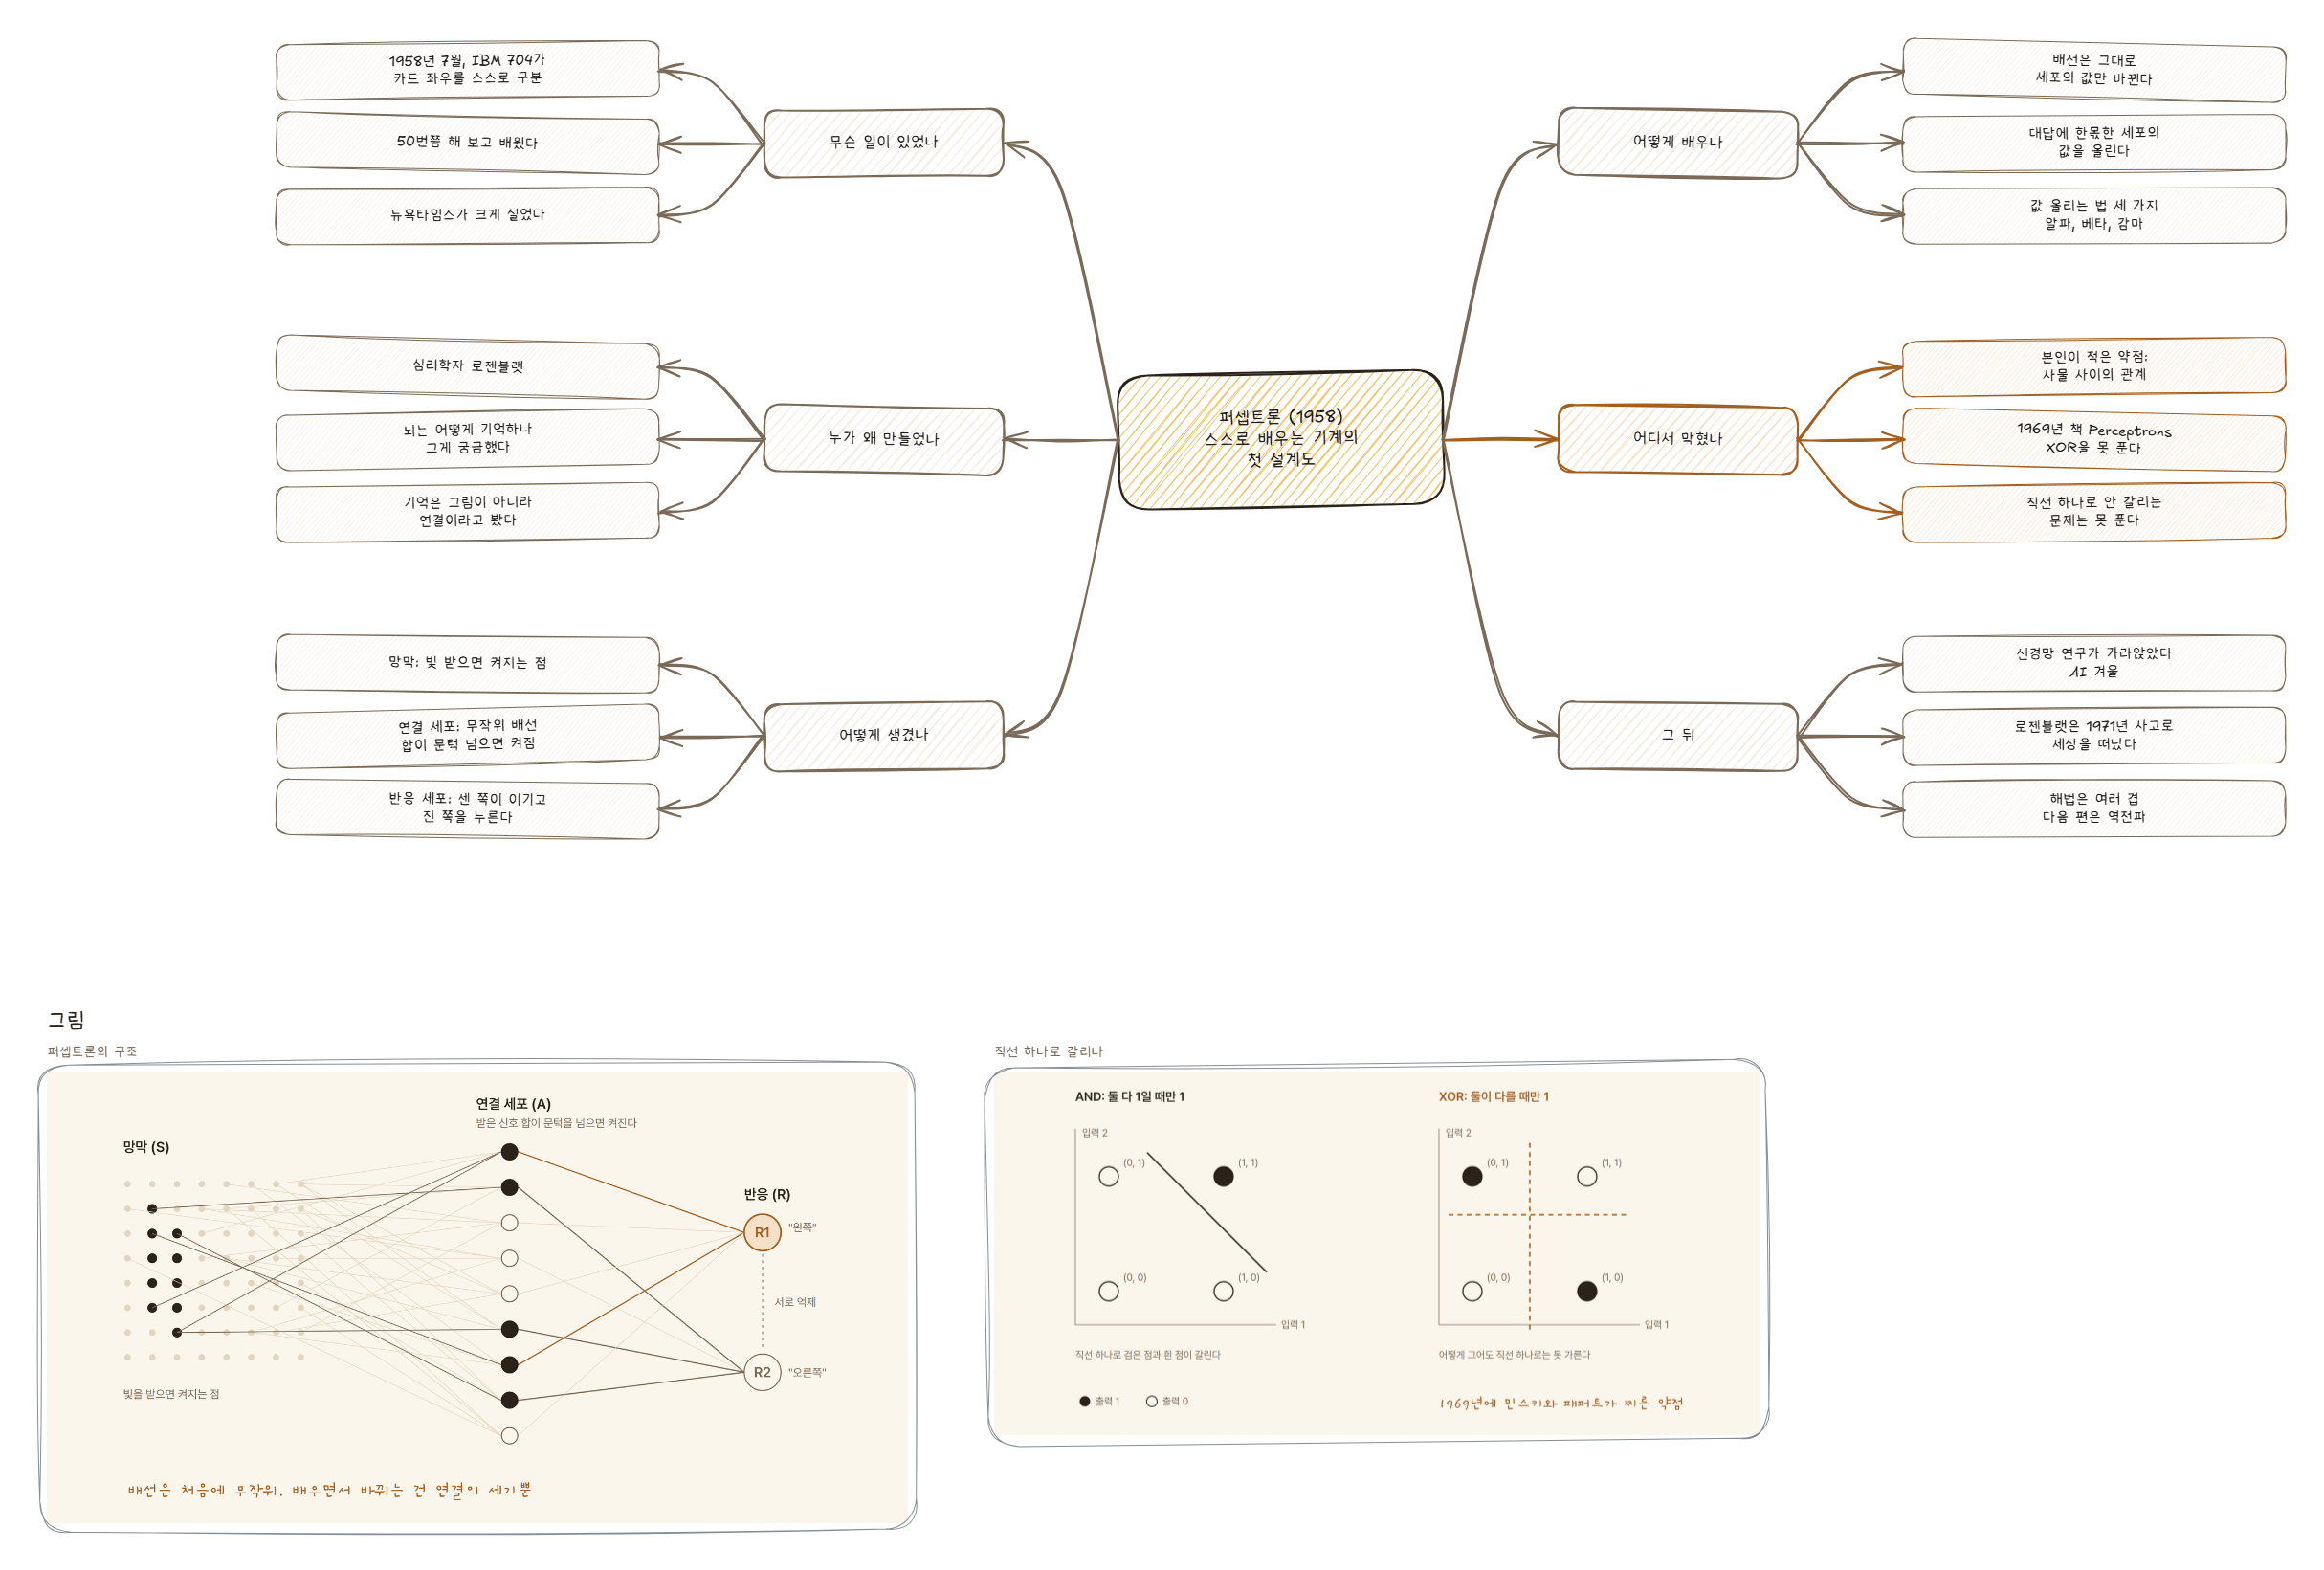 1958년 7월, IBM 704가
카드 좌우를 스스로 구분
50번쯤 해 보고 배웠다
뉴욕타임스가 크게 실었다
무슨 일이 있었나
심리학자 로젠블랫
뇌는 어떻게 기억하나
그게 궁금했다
기억은 그림이 아니라
연결이라고 봤다
누가 왜 만들었나
망막: 빛 받으면 켜지는 점
연결 세포: 무작위 배선
합이 문턱 넘으면 켜짐
반응 세포: 센 쪽이 이기고
진 쪽을 누른다
어떻게 생겼나
퍼셉트론 (1958)
스스로 배우는 기계의
첫 설계도
어떻게 배우나
배선은 그대로
세포의 값만 바뀐다
대답에 한몫한 세포의
값을 올린다
값 올리는 법 세 가지
알파, 베타, 감마
어디서 막혔나
본인이 적은 약점:
사물 사이의 관계
1969년 책 Perceptrons
XOR을 못 푼다
직선 하나로 안 갈리는
문제는 못 푼다
그 뒤
신경망 연구가 가라앉았다
AI 겨울
로젠블랫은 1971년 사고로
세상을 떠났다
해법은 여러 겹
다음 편은 역전파
그림
퍼셉트론의 구조
연결 세포 (A)
받은 신호 합이 문턱을 넘으면 켜진다
망막 (S)
반응 (R)
R1
"왼쪽"
서로 억제
R2
"오른쪽"
빛을 받으면 켜지는 점
배선은 처음에 무작위. 배우면서 바뀌는 건 연결의 세기뿐
직선 하나로 갈리나
AND: 둘 다 1일 때만 1
입력 2
(0, 1)
(1, 1)
(0, 0)
(1, 0)
입력 1
직선 하나로 검은 점과 흰 점이 갈린다
출력 1
출력 0
XOR: 둘이 다를 때만 1
입력 2
(0, 1)
(1, 1)
(0, 0)
(1, 0)
입력 1
어떻게 그어도 직선 하나로는 못 가른다
1969년에 민스키와 패퍼트가 찌른 약점